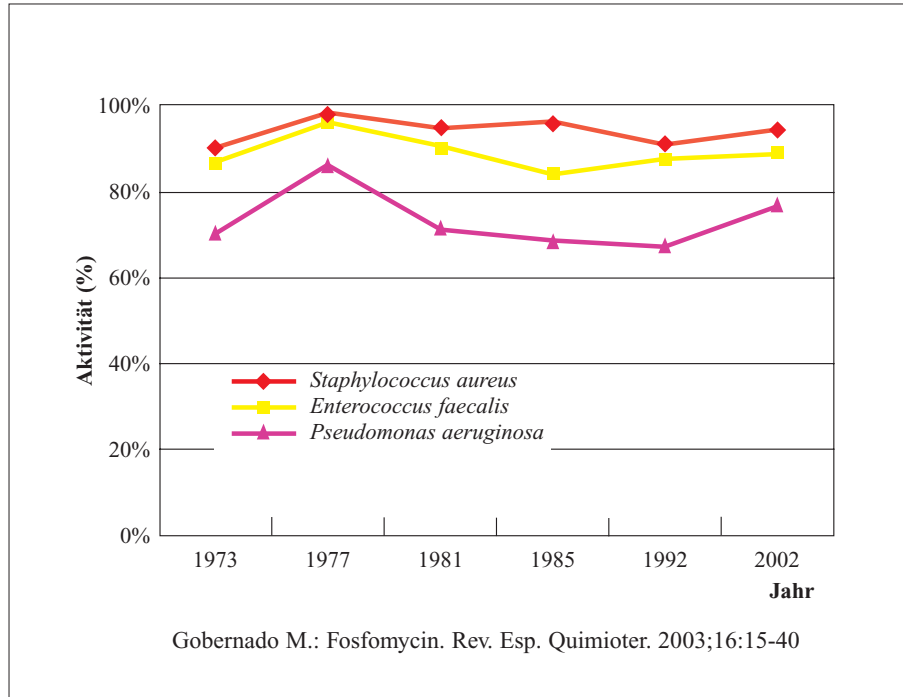 100%
80%
60%
40%
20%
0%
Aktivität (%)
Staphylococcus aureus
Enterococcus faecalis
Pseudomonas aeruginosa
1973 1977 1981 1985 1992 2002
Jahr
Gobernado M.: Fosfomycin. Rev. Esp. Quimioter. 2003;16:15-40